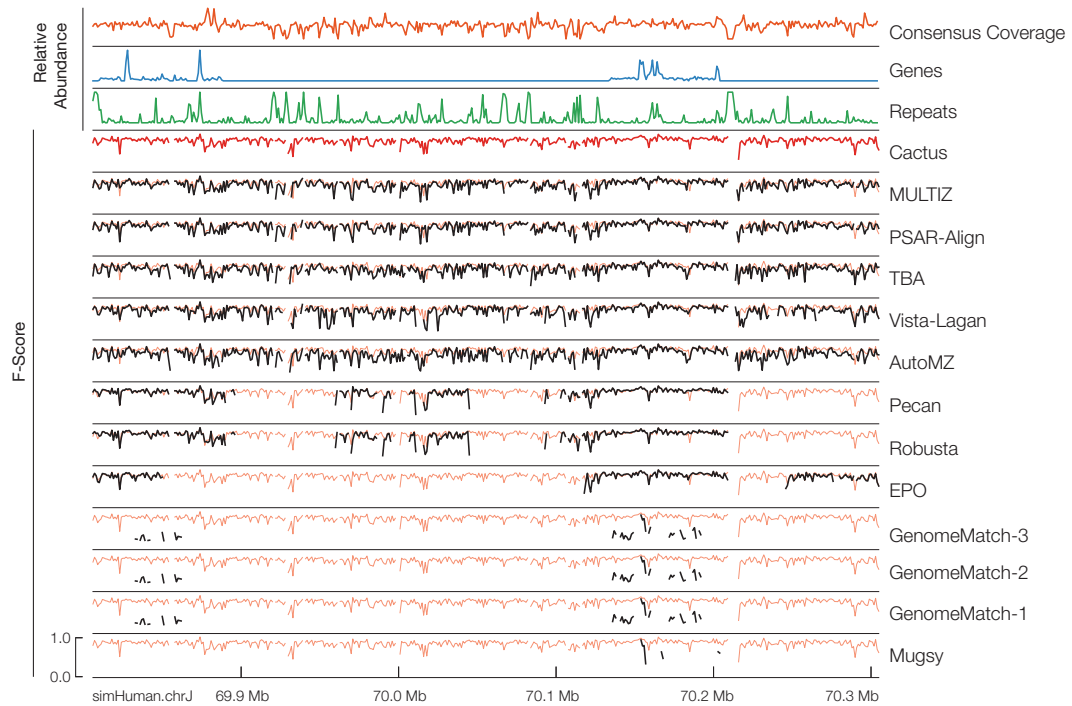 Relative
Abundance
Consensus Coverage
Genes
Repeats
F-Score
Cactus
MULTIZ
PSAR-Align
TBA
Vista-Lagan
AutoMZ
Pecan
Robusta
EPO
GenomeMatch-3
GenomeMatch-2
GenomeMatch-1
1.0
Mugsy
0.0
simHuman.chrJ 69.9 Mb 70.0 Mb 70.1 Mb 70.2 Mb 70.3 Mb